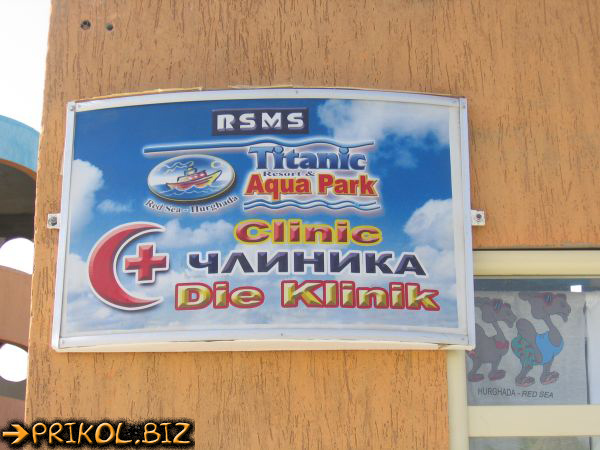 RSMS
Titanic
Resort &
Aqua Park
Red Sea - Hurghada
Clinic
ЧЛИНИКА
Die Klinik
HURGHADA - RED SEA
PRIKOL.BIZ